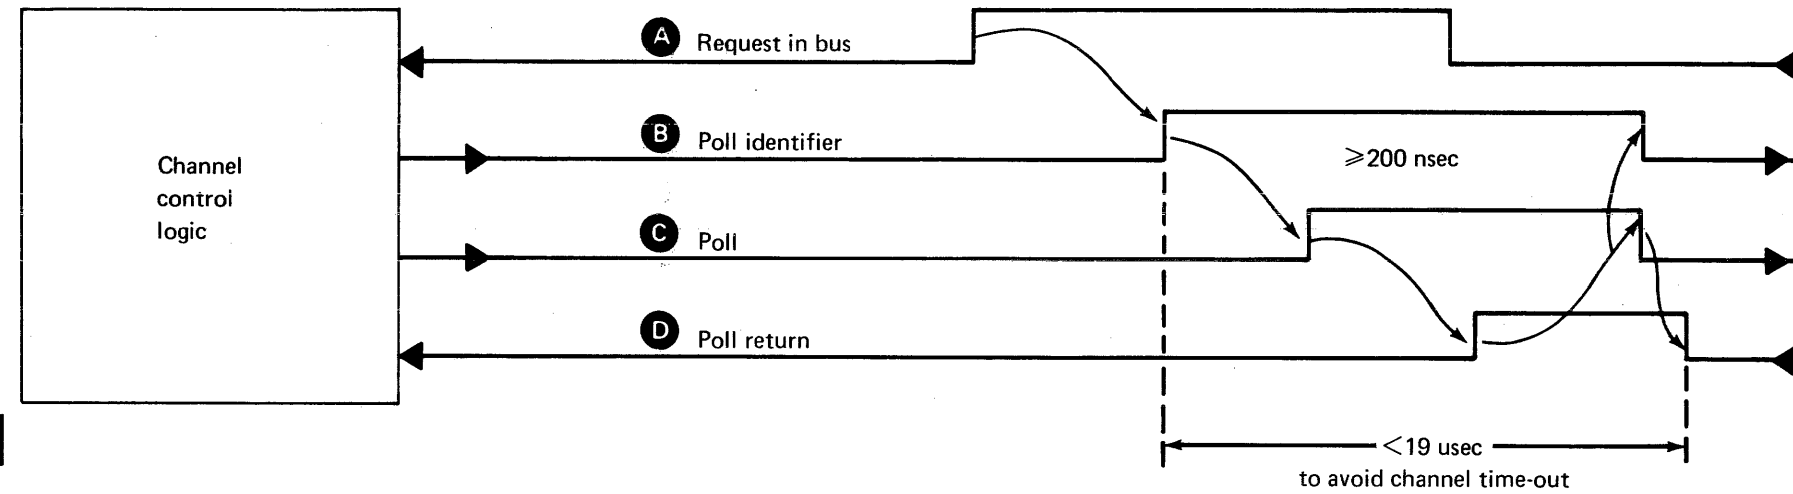 A Request in bus
B Poll identifier
≥200 nsec
Channel
control
logic
C Poll
D Poll return
<19 usec
to avoid channel time-out